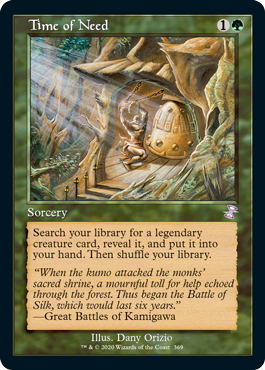 Time of Need 1
Sorcery
Search your library for a legendary
creature card, reveal it, and put it into
your hand. Then shuffle your library.
“When the kumo attacked the monks’
sacred shrine, a mournful toll for help echoed
through the forest. Thus began the Battle of
Silk, which would last six years.”
—Great Battles of Kamigawa
Illus. Dany Orizio
™ & © 2020 Wizards of the Coast 369